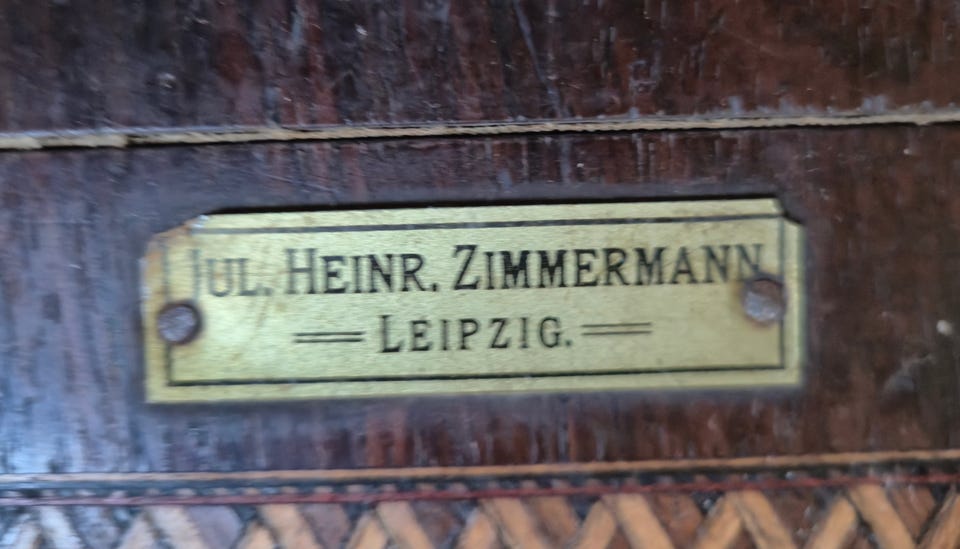 JUL. HEINR. ZIMMERMANN
LEIPZIG.